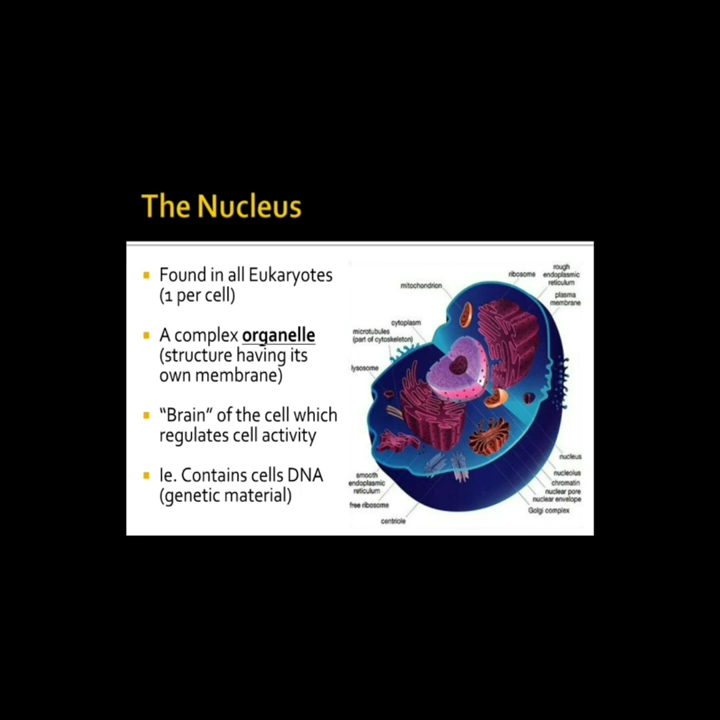 The Nucleus
Found in all Eukaryotes
(1 per cell)
A complex organelle
(structure having its
own membrane)
"Brain" of the cell which
regulates cell activity
Ie. Contains cells DNA
(genetic material)
mitochondrion
ribosome
rough
endoplasmic
reticulum
plasma
membrane
cytoplasm
microtubules
(part of cytoskeleton)
lysosome
smooth
endoplasmic
reticulum
free ribosome
centriole
nucleus
nucleolus
chromatin
nuclear pore
nuclear envelope
Golgi complex